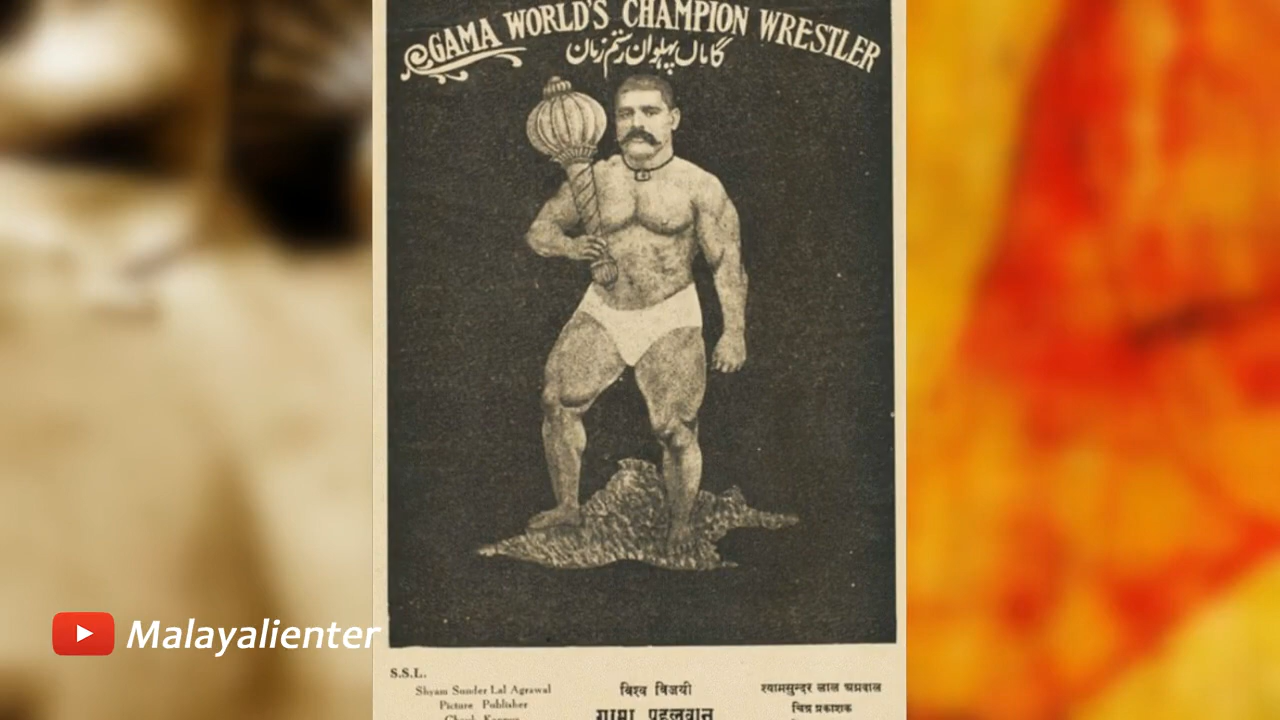 GAMA WORLD'S CHAMPION WRESTLER
گاماں پہلوان رستم زمان
Malayalienter
S.S.L.
Shyam Sunder Lal Agrawal
Picture Publisher
विश्व विजयी
गामा पहलवान
श्यामसुन्दर लाल अग्रवाल
चित्र प्रकाशक